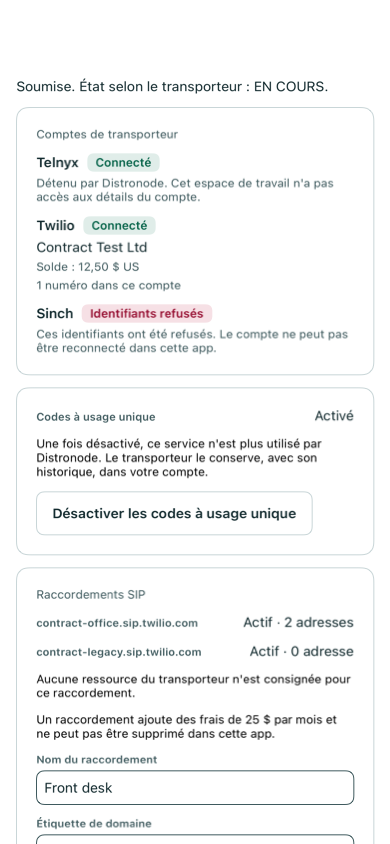 Soumise. État selon le transporteur : EN COURS.
Comptes de transporteur
Telnyx Connecté
Détenu par Distronode. Cet espace de travail n'a pas
accès aux détails du compte.
Twilio Connecté
Contract Test Ltd
Solde : 12,50 $ US
1 numéro dans ce compte
Sinch Identifiants refusés
Ces identifiants ont été refusés. Le compte ne peut pas
être reconnecté dans cette app.
Codes à usage unique Activé
Une fois désactivé, ce service n'est plus utilisé par
Distronode. Le transporteur le conserve, avec son
historique, dans votre compte.
Désactiver les codes à usage unique
Raccordements SIP
contract-office.sip.twilio.com Actif · 2 adresses
contract-legacy.sip.twilio.com Actif · 0 adresse
Aucune ressource du transporteur n'est consignée pour
ce raccordement.
Un raccordement ajoute des frais de 25 $ par mois et
ne peut pas être supprimé dans cette app.
Nom du raccordement
Front desk
Étiquette de domaine